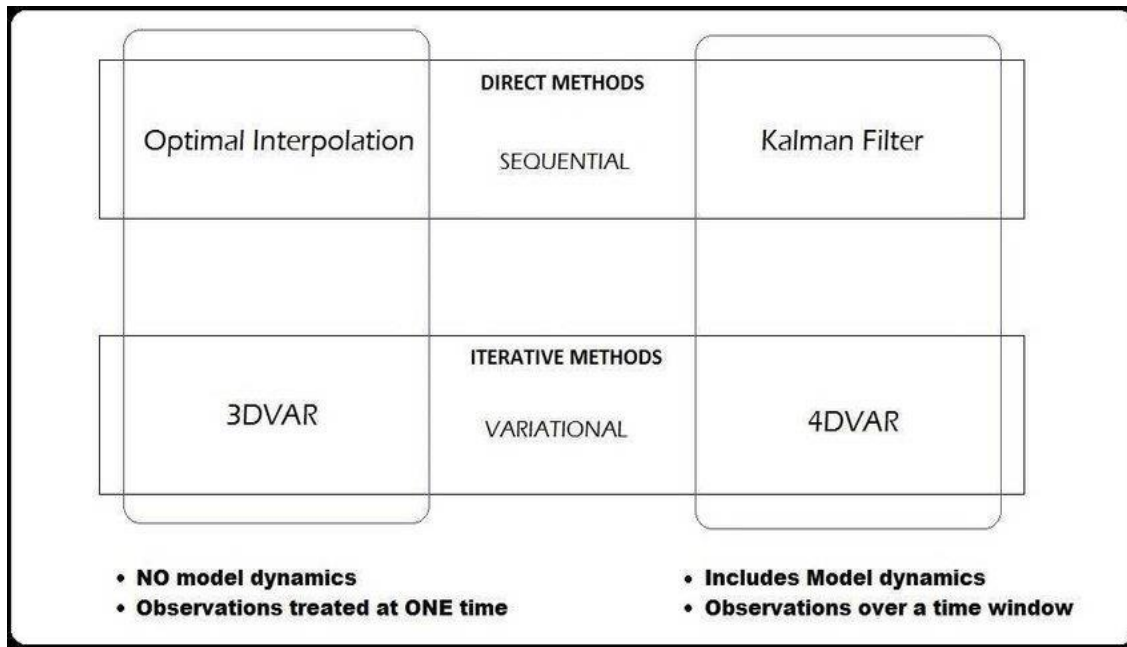 DIRECT METHODS
Optimal Interpolation
SEQUENTIAL
Kalman Filter
ITERATIVE METHODS
3DVAR
VARIATIONAL
4DVAR
• NO model dynamics
• Observations treated at ONE time
• Includes Model dynamics
• Observations over a time window